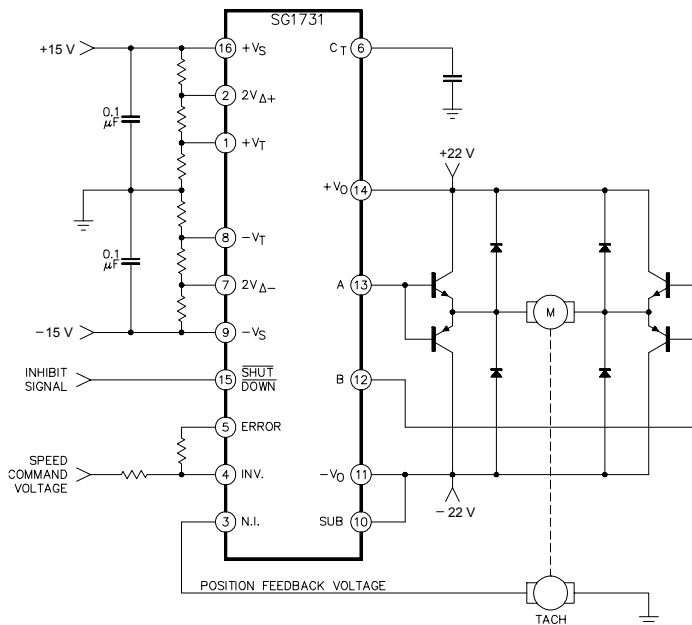 SG1731
+15 V
16
+VS
CT
6
2
2VΔ+
0.1
μF
1
+VT
+22 V
+VO
14
8
−VT
0.1
μF
7
2VΔ−
A
13
M
−15 V
9
−VS
INHIBIT
SIGNAL
15
SHUT
DOWN
B
12
5
ERROR
SPEED
COMMAND
VOLTAGE
4
INV.
−VO
11
−22 V
3
N.I.
SUB
10
POSITION FEEDBACK VOLTAGE
TACH